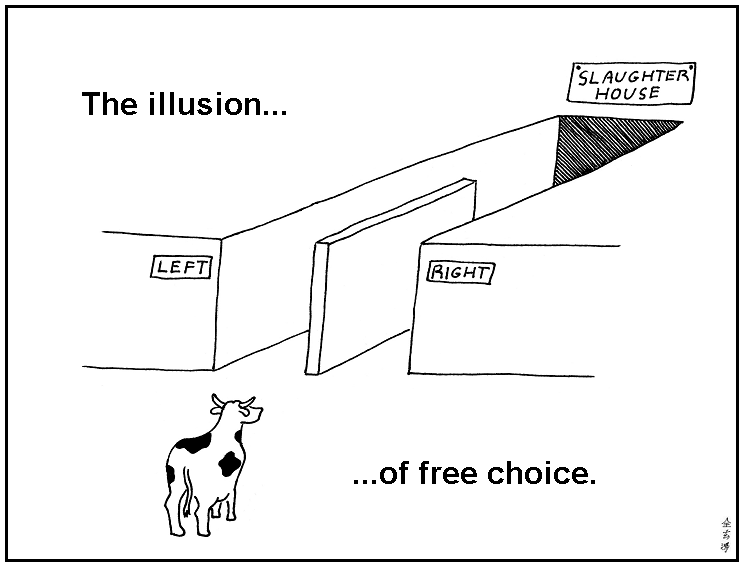 The illusion...
SLAUGHTER
HOUSE
LEFT
RIGHT
...of free choice.